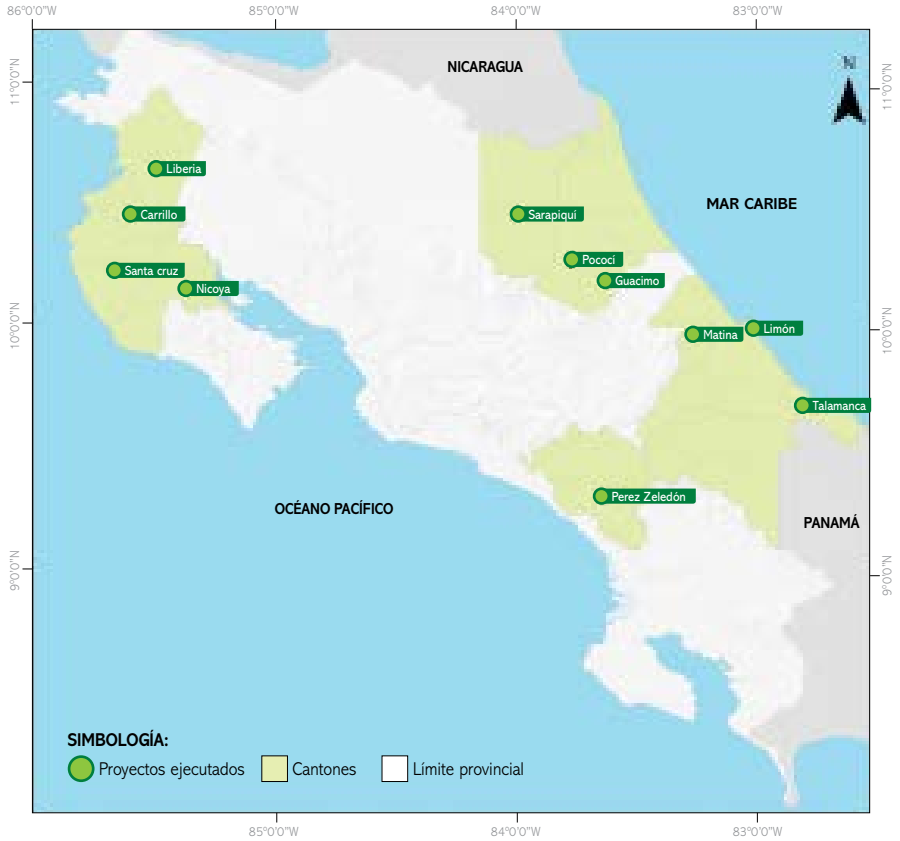 86°0'0"W
85°0'0"W
84°0'0"W
83°0'0"W
11°0'0"N
11°0'0"N
NICARAGUA
N
Liberia
MAR CARIBE
Carrillo
Sarapiqui
Pococí
Santa cruz
Guacimo
Nicoya
10°0'0"N
10°0'0"N
Matina
Limón
Talamanca
Perez Zeledón
OCÉANO PACÍFICO
PANAMÁ
9°0'0"N
9°0'0"N
SIMBOLOGÍA:
Proyectos ejecutados Cantones Límite provincial
85°0'0"W
84°0'0"W
83°0'0"W